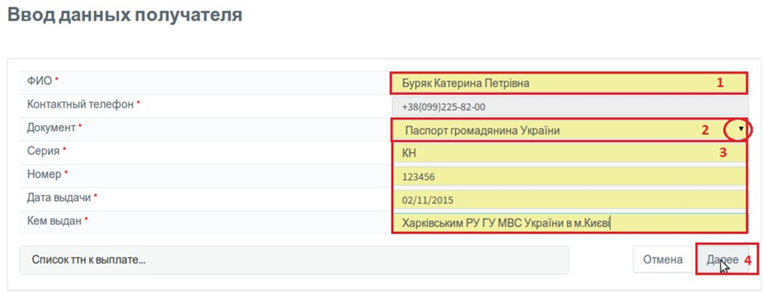 Ввод данных получателя
ФИО * Буряк Катерина Петрівна 1
Контактный телефон * +38(099)225-82-00
Документ * Паспорт громадянина України 2
Серия * КН 3
Номер * 123456
Дата выдачи * 02/11/2015
Кем выдан * Харківським РУ ГУ МВС України в м.Києві
Список ттн к выплате... Отмена Далее 4